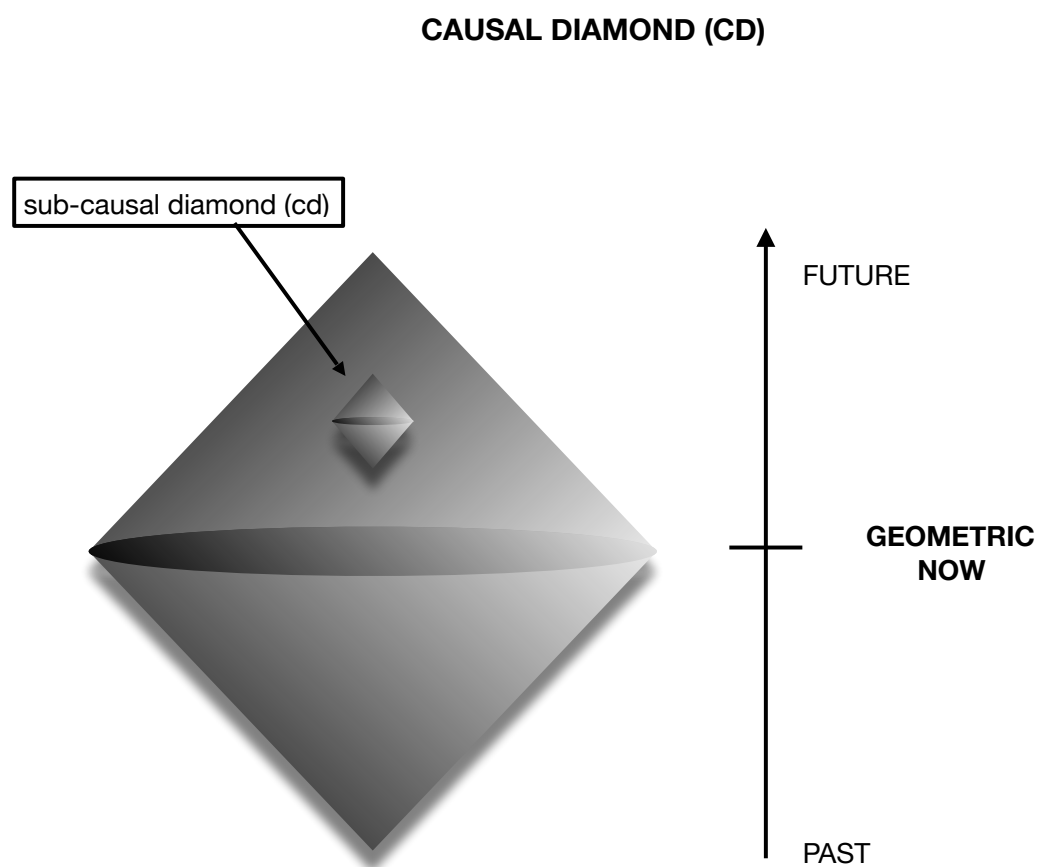 CAUSAL DIAMOND (CD)
sub-causal diamond (cd)
FUTURE
GEOMETRIC
NOW
PAST